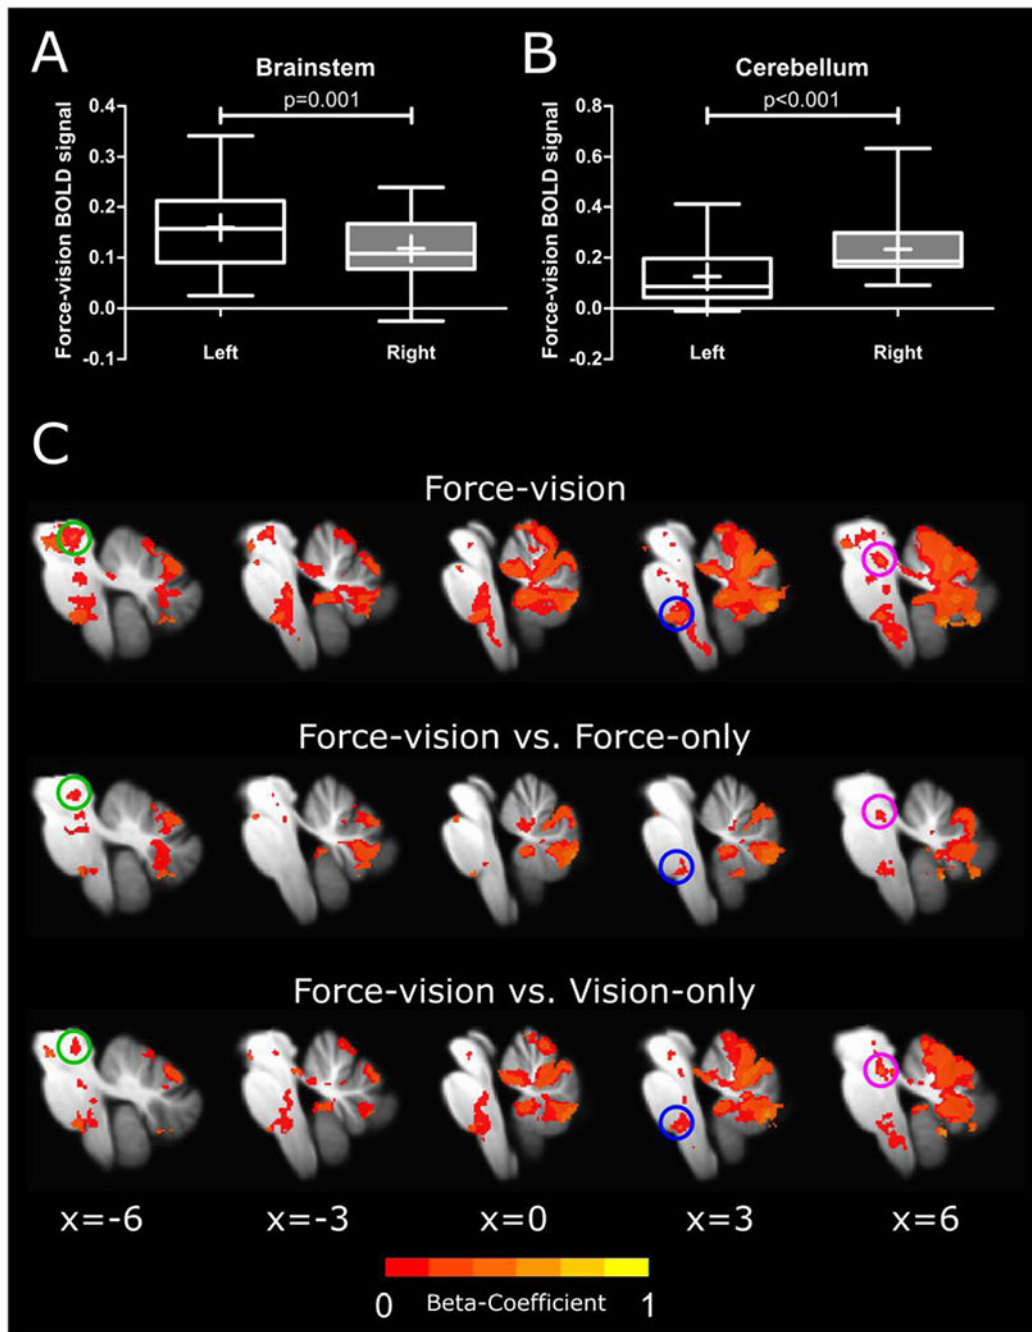 A
B
Brainstem
Cerebellum
p=0.001
p<0.001
Force-vision BOLD signal
0.4
0.3
0.2
0.1
0.0
-0.1
Left
Right
Force-vision BOLD signal
0.8
0.6
0.4
0.2
0.0
-0.2
Left
Right
C
Force-vision
Force-vision vs. Force-only
Force-vision vs. Vision-only
x=-6 x=-3 x=0 x=3 x=6
0 Beta-Coefficient 1